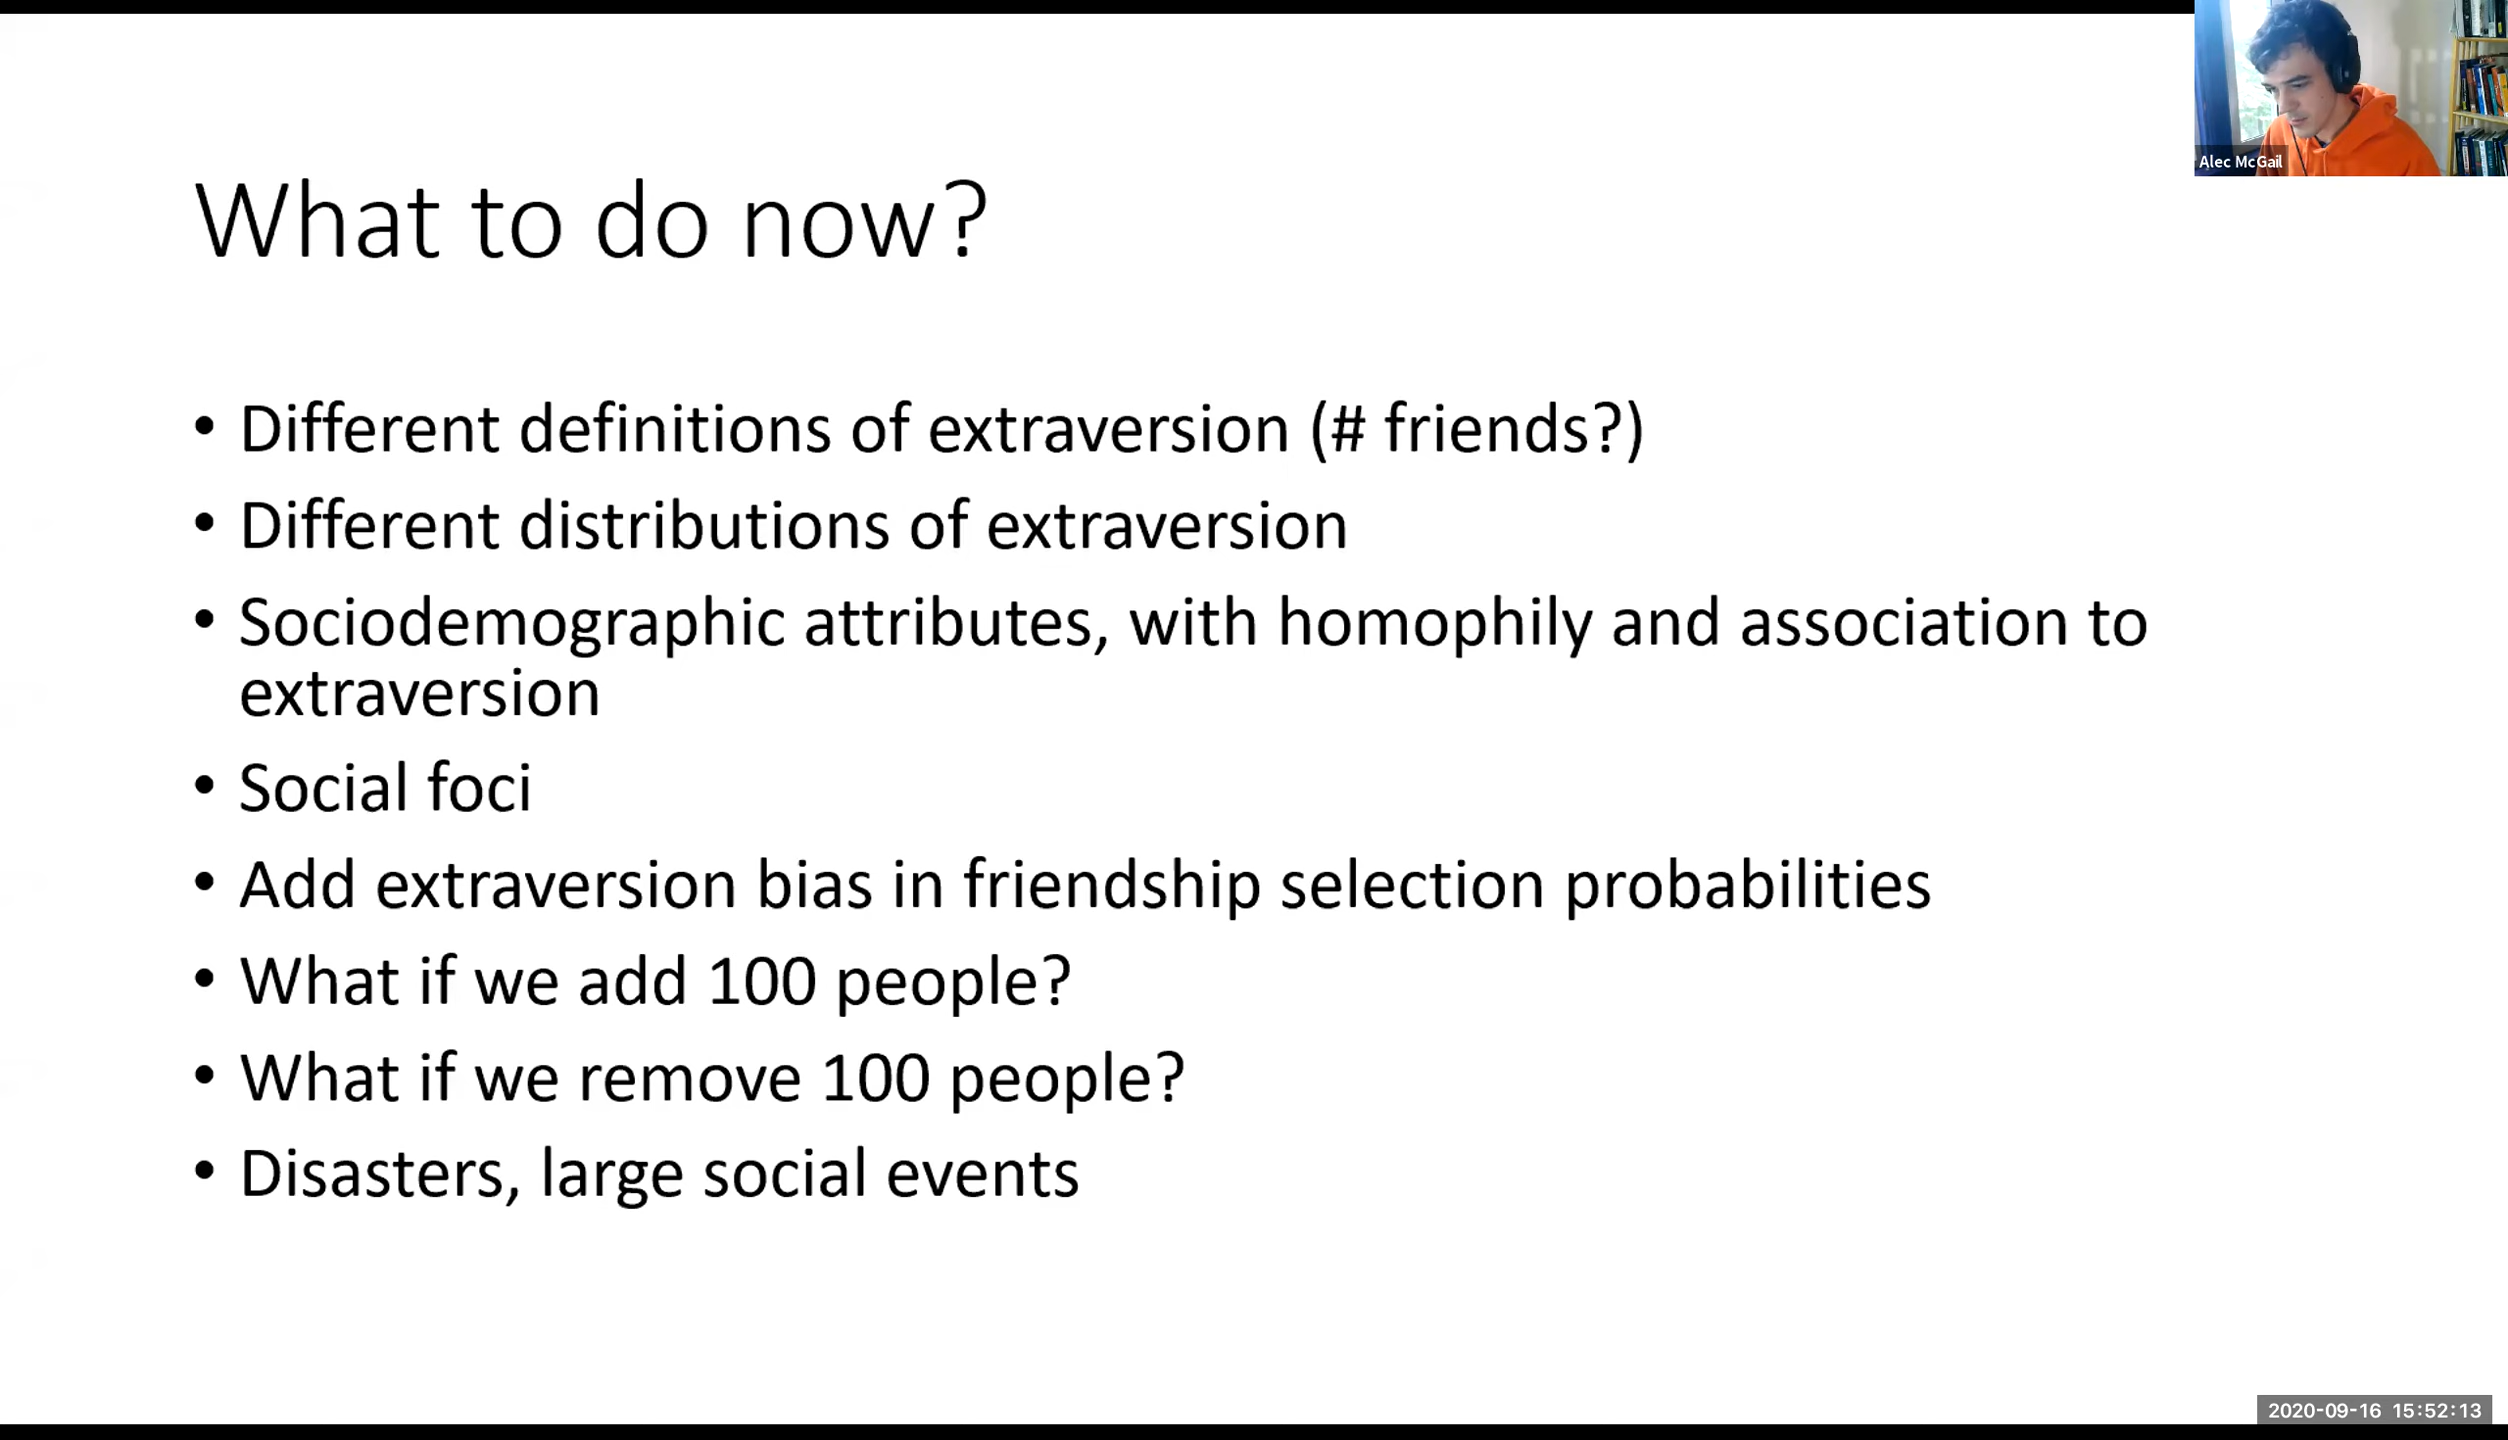 Alec McGail
What to do now?
• Different definitions of extraversion (# friends?)
• Different distributions of extraversion
• Sociodemographic attributes, with homophily and association to
extraversion
• Social foci
• Add extraversion bias in friendship selection probabilities
• What if we add 100 people?
• What if we remove 100 people?
• Disasters, large social events
2020-09-16 15:52:13